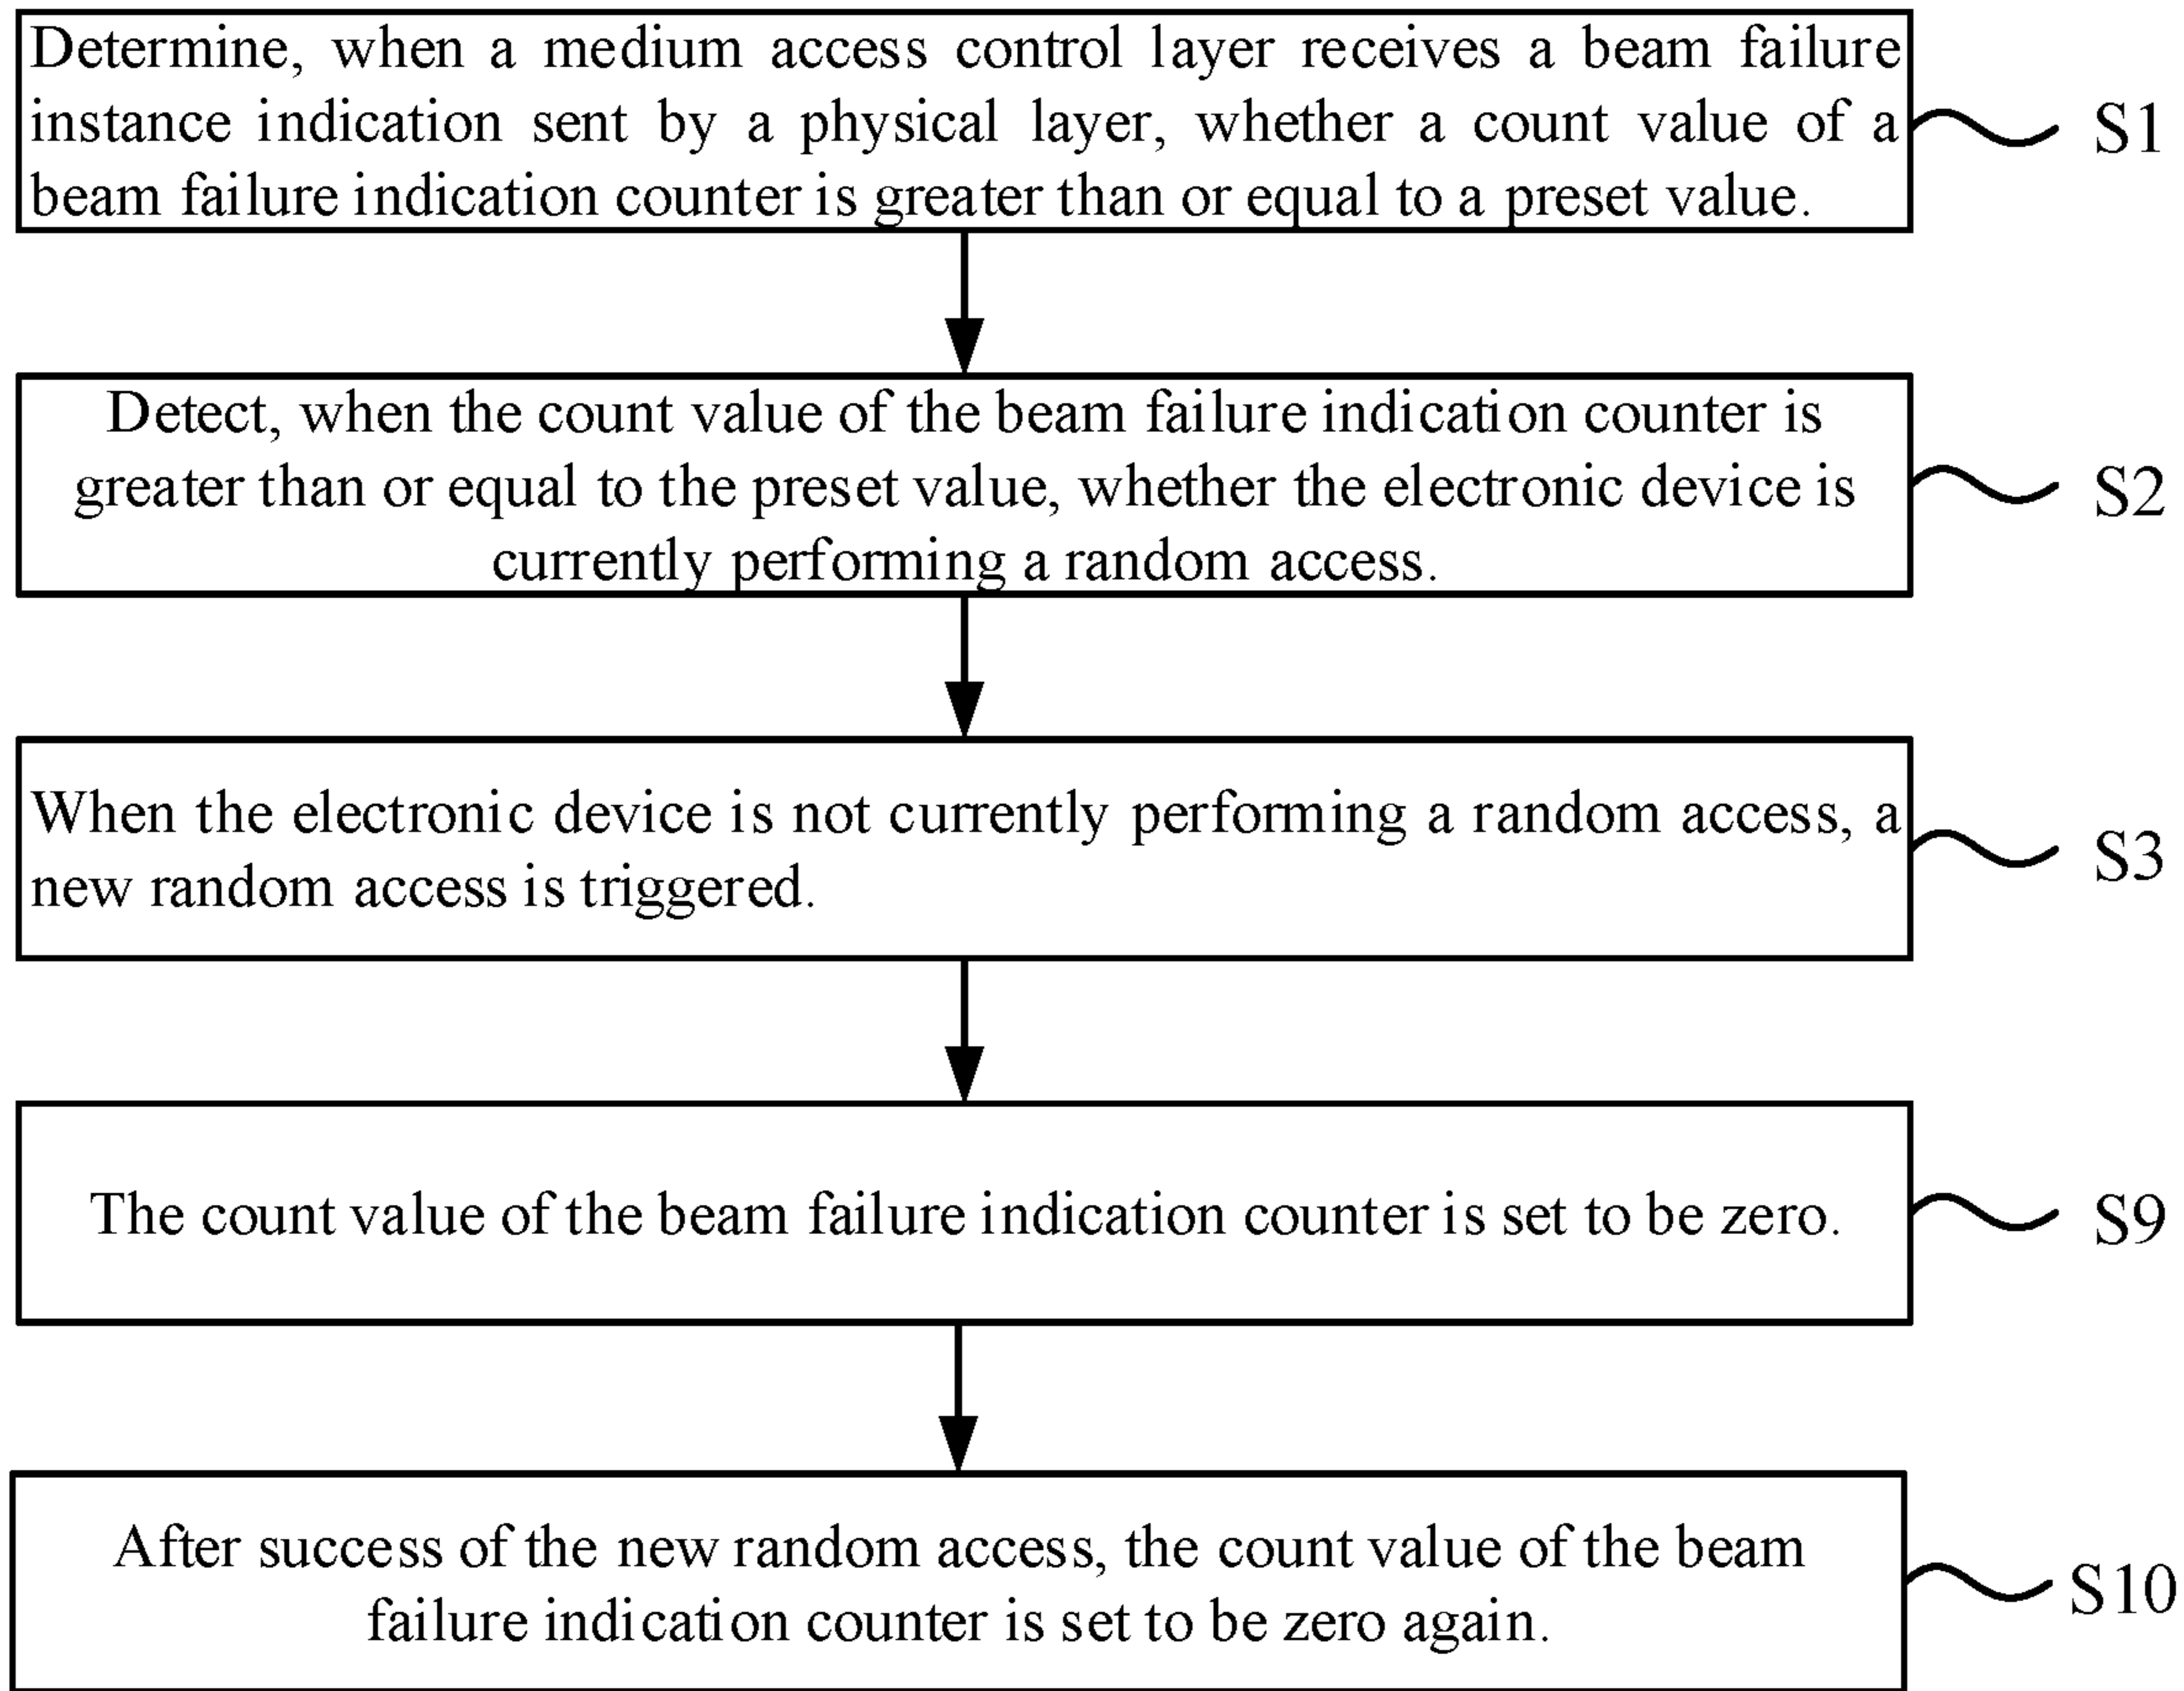 Determine, when a medium access control layer receives a beam failure
instance indication sent by a physical layer, whether a count value of a
beam failure indication counter is greater than or equal to a preset value.
S1
Detect, when the count value of the beam failure indication counter is
greater than or equal to the preset value, whether the electronic device is
currently performing a random access.
S2
When the electronic device is not currently performing a random access, a
new random access is triggered.
S3
The count value of the beam failure indication counter is set to be zero.
S9
After success of the new random access, the count value of the beam
failure indication counter is set to be zero again.
S10